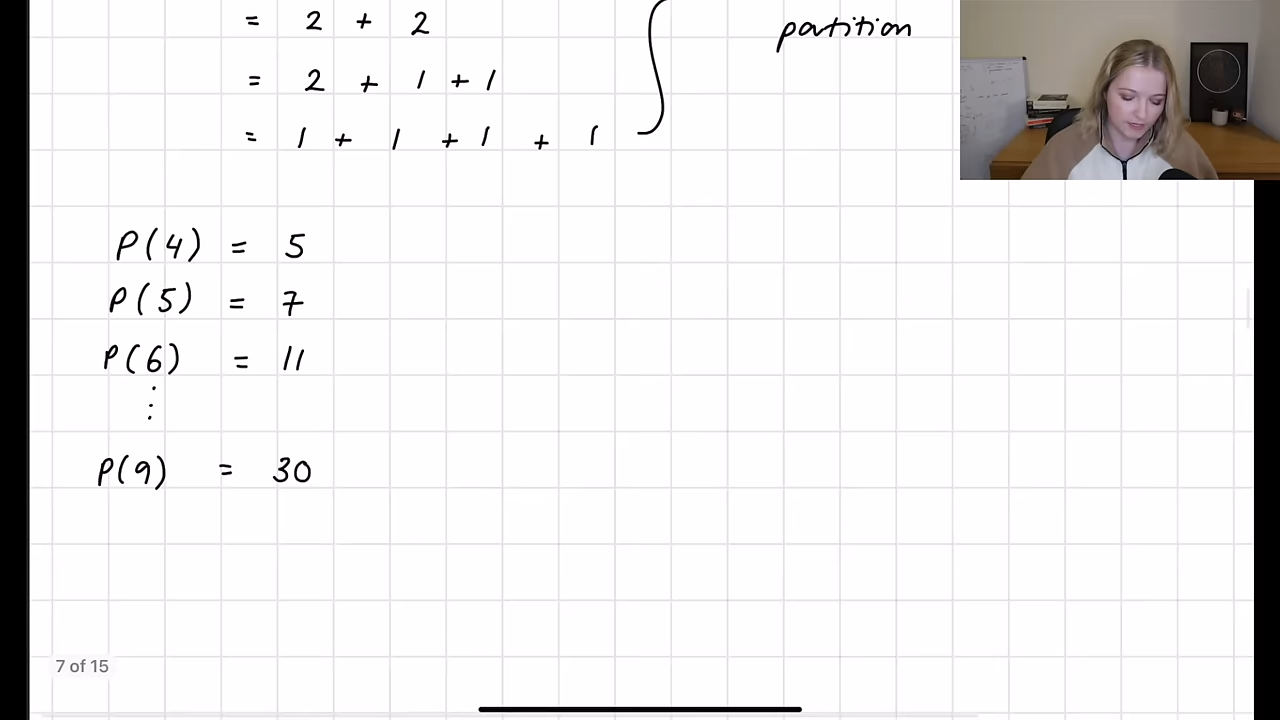 = 2 + 2
partition
= 2 + 1 + 1
= 1 + 1 + 1 + 1
P(4) = 5
P(5) = 7
P(6) = 11
⋮
P(9) = 30
7 of 15